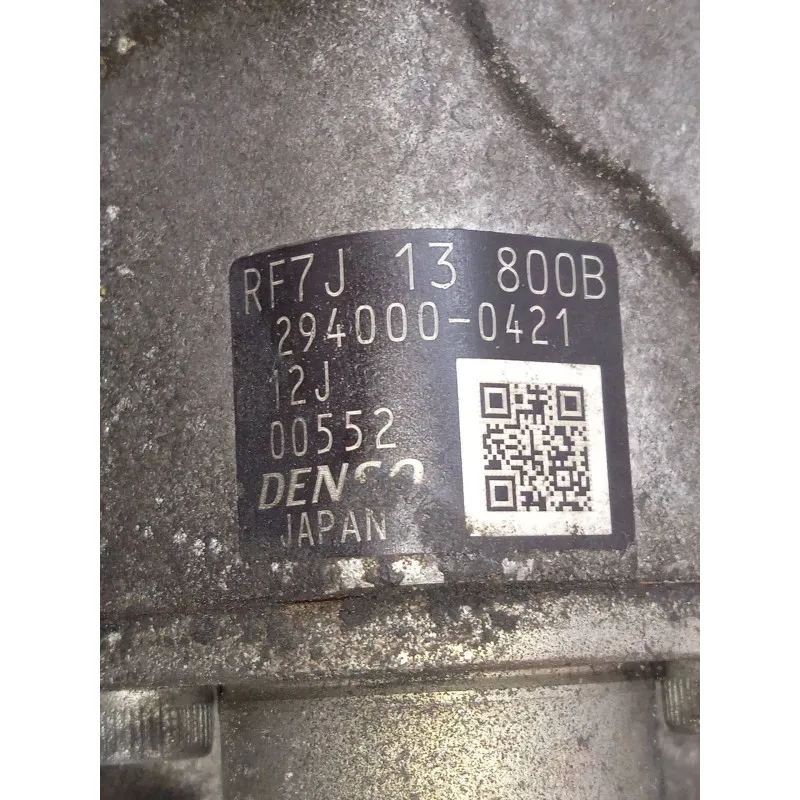 RF7J 13 800B
294000-0421
12J
00552
DENSO
JAPAN